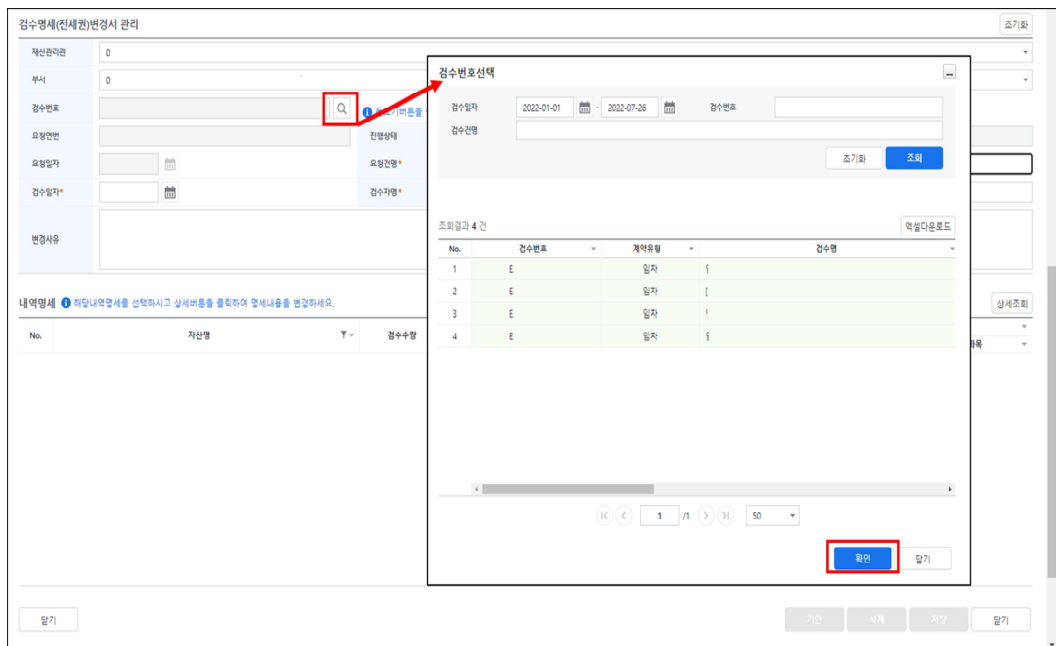 검수명세(전세권)변경서 관리
초기화
재산관리관 0
부서 0
검수번호
요청연번 진행상태
요청일자 요청건명*
검수일자* 검수자명*
변경사유
내역명세 해당내역명세를 선택하시고 상세버튼을 클릭하여 명세내용을 변경하세요.
상세조회
No. 자산명 검수수량
검수번호선택
검수일자 2022-01-01 - 2022-07-26 검수번호
검수건명
초기화 조회
조회결과 4 건 엑셀다운로드
No. 검수번호 계약유형 검수명
1 E 임차
2 E 임차
3 E 임차
4 E 임차
1 /1 50
확인 닫기
닫기 기안 삭제 저장 닫기